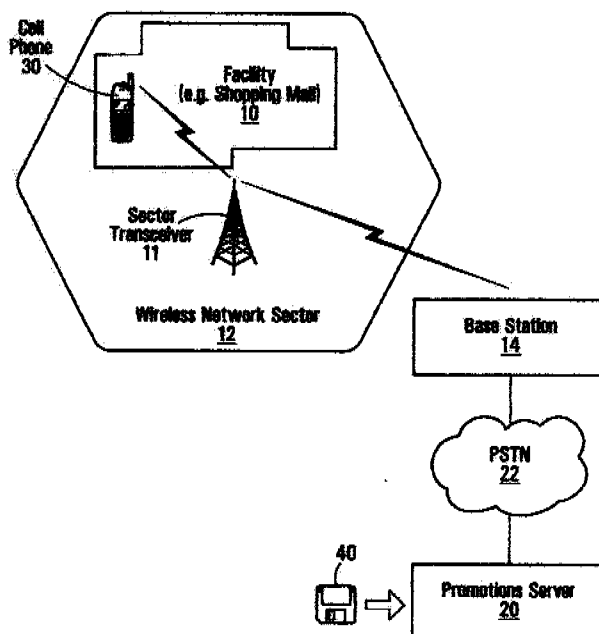 Cell
Phone
30
Facility
(e.g. Shopping Mall)
10
Sector
Transceiver
11
Wireless Network Sector
12
Base Station
14
PSTN
22
40
Promotions Server
20